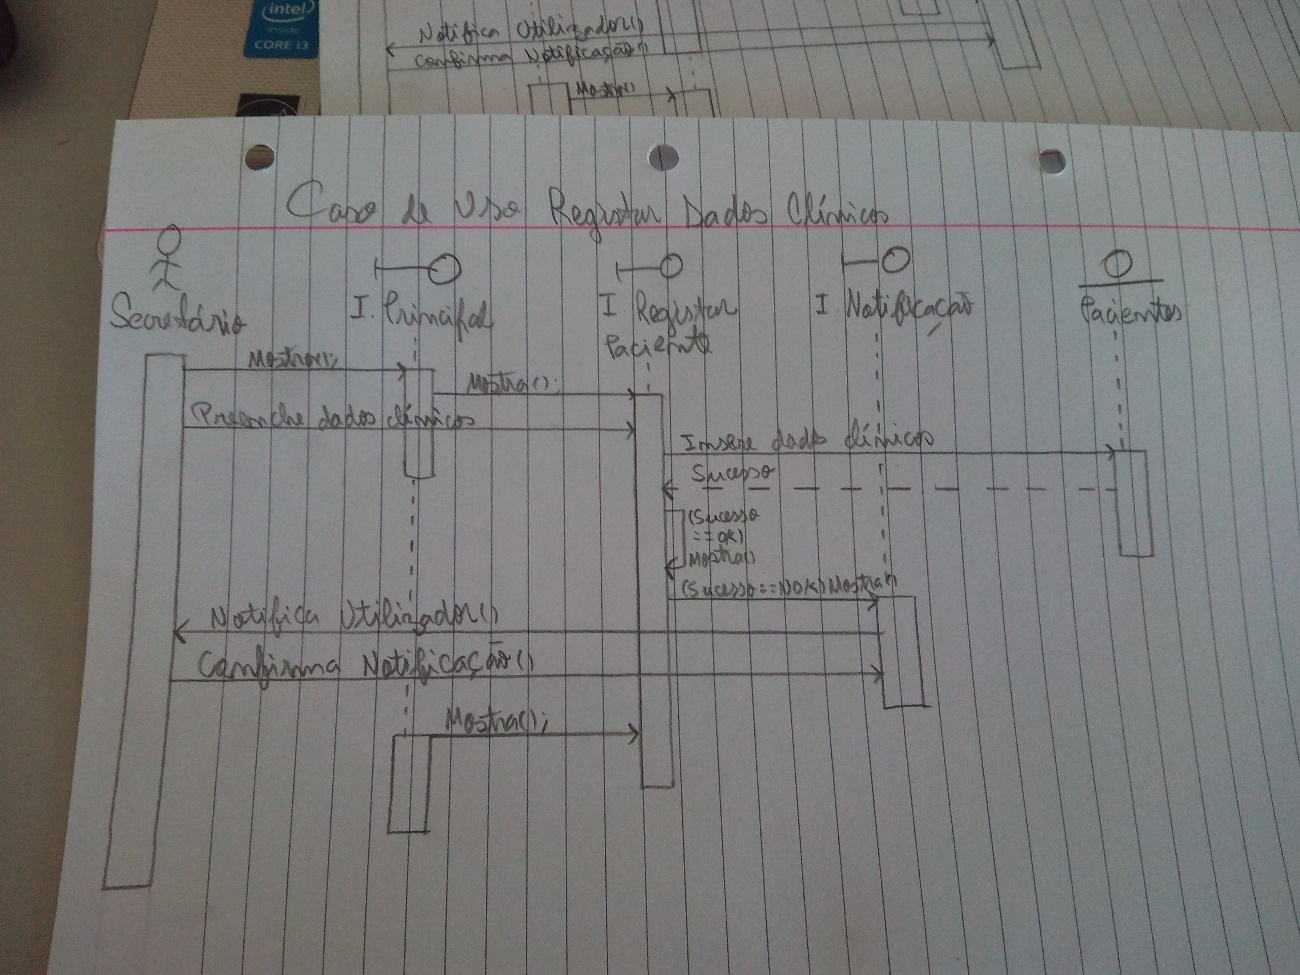 intel
inside
CORE i3
Notifica Utilizador()
Confirma Notificação()
Mostra()
Caso de Uso Registar Dados Clínicos
Secretário
I. Principal
I. Registar
Paciente
I. Notificação
Pacientes
Mostra();
Mostra();
Preenche dados clínicos
Insere dados clínicos
Sucesso
(Sucesso
==OK)
Mostra()
(Sucesso==NOK) Mostra()
Notifica Utilizador()
Confirma Notificação()
Mostra();